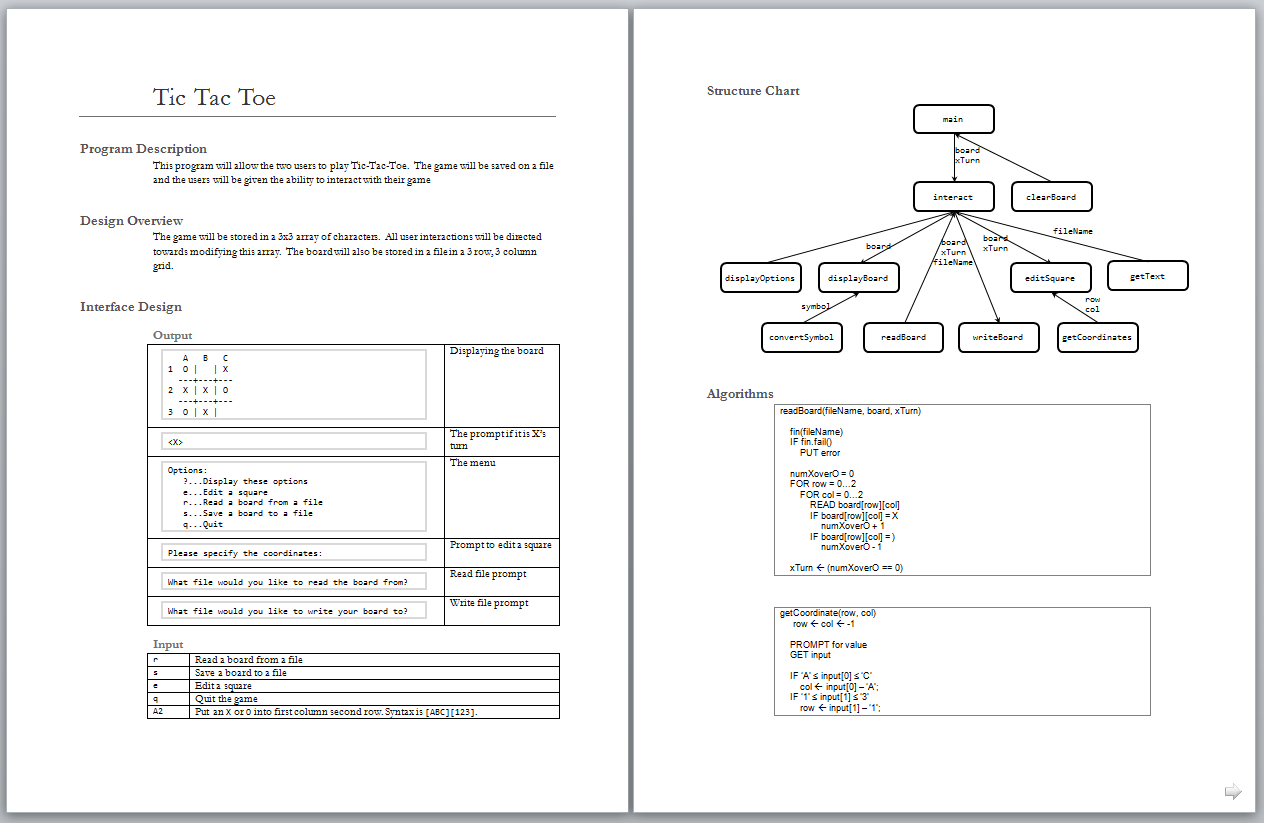 Tic Tac Toe
Program Description
This program will allow the two users to play Tic-Tac-Toe. The game will be saved on a file
and the users will be given the ability to interact with their game
Design Overview
The game will be stored in a 3x3 array of characters. All user interactions will be directed
towards modifying this array. The board will also be stored in a file in a 3 row, 3 column
grid.
Interface Design
Output
A B C
1 O | | X
---+---+---
2 X | X | O
---+---+---
3 O | X |
Displaying the board
<X>
The prompt if it is X's
turn
Options:
?...Display these options
e...Edit a square
r...Read a board from a file
s...Save a board to a file
q...Quit
The menu
Please specify the coordinates:
Prompt to edit a square
What file would you like to read the board from?
Read file prompt
What file would you like to write your board to?
Write file prompt
Input
r Read a board from a file
s Save a board to a file
e Edit a square
q Quit the game
A2 Put an X or O into first column second row. Syntax is [ABC][123].
Structure Chart
main
board
xTurn
interact
clearBoard
board
board
xTurn
fileName
board
xTurn
fileName
displayOptions
displayBoard
editSquare
getText
symbol
row
col
convertSymbol
readBoard
writeBoard
getCoordinates
Algorithms
readBoard(fileName, board, xTurn)
fin(fileName)
IF fin.fail()
PUT error
numXoverO = 0
FOR row = 0…2
FOR col = 0…2
READ board[row][col]
IF board[row][col] = X
numXoverO + 1
IF board[row][col] = )
numXoverO - 1
xTurn ← (numXoverO == 0)
getCoordinate(row, col)
row ← col ← -1
PROMPT for value
GET input
IF 'A' ≤ input[0] ≤ 'C'
col ← input[0] – 'A';
IF '1' ≤ input[1] ≤ '3'
row ← input[1] – '1';